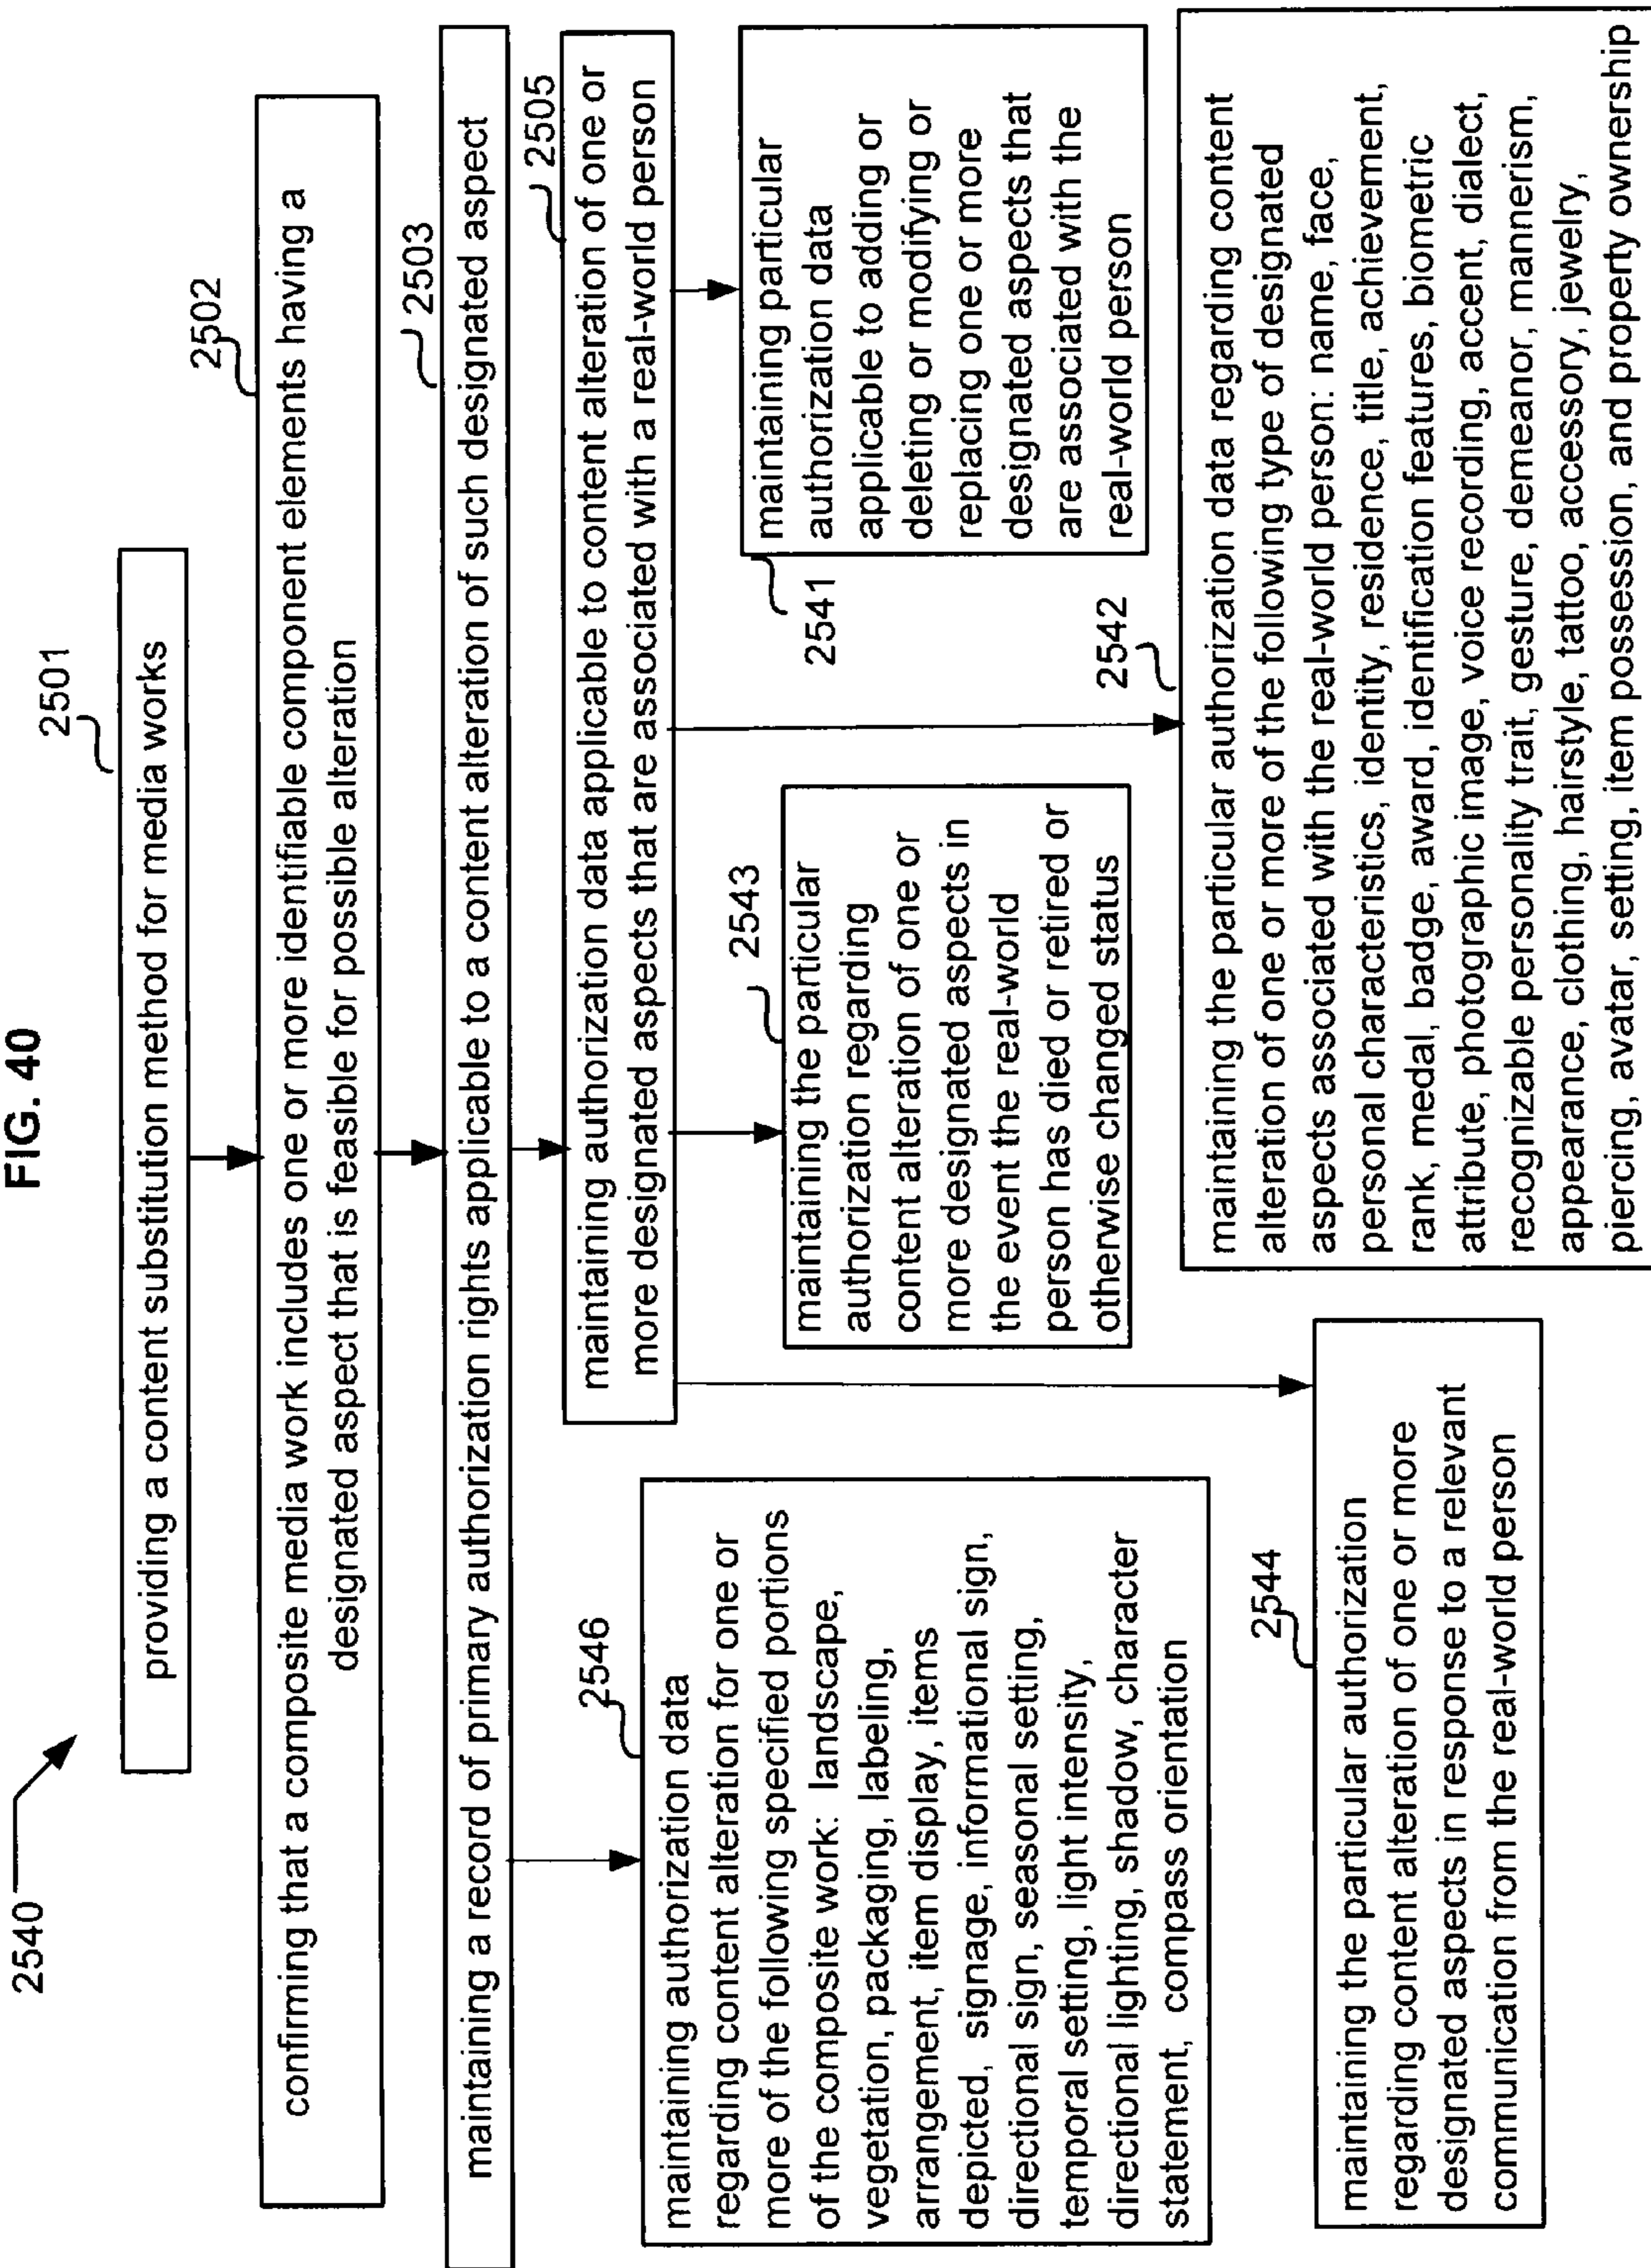 FIG. 40
2540
2501
providing a content substitution method for media works
2502
confirming that a composite media work includes one or more identifiable component elements having a
designated aspect that is feasible for possible alteration
2503
maintaining a record of primary authorization rights applicable to a content alteration of such designated aspect
2505
maintaining authorization data applicable to content alteration of one or
more designated aspects that are associated with a real-world person
2546
maintaining authorization data
regarding content alteration for one or
more of the following specified portions
of the composite work: landscape,
vegetation, packaging, labeling,
arrangement, item display, items
depicted, signage, informational sign,
directional sign, seasonal setting,
temporal setting, light intensity,
directional lighting, shadow, character
statement, compass orientation
2543
maintaining the particular
authorization regarding
content alteration of one or
more designated aspects in
the event the real-world
person has died or retired or
otherwise changed status
2541
maintaining particular
authorization data
applicable to adding or
deleting or modifying or
replacing one or more
designated aspects that
are associated with the
real-world person
2544
maintaining the particular authorization
regarding content alteration of one or more
designated aspects in response to a relevant
communication from the real-world person
2542
maintaining the particular authorization data regarding content
alteration of one or more of the following type of designated
aspects associated with the real-world person: name, face,
personal characteristics, identity, residence, title, achievement,
rank, medal, badge, award, identification features, biometric
attribute, photographic image, voice recording, accent, dialect,
recognizable personality trait, gesture, demeanor, mannerism,
appearance, clothing, hairstyle, tattoo, accessory, jewelry,
piercing, avatar, setting, item possession, and property ownership